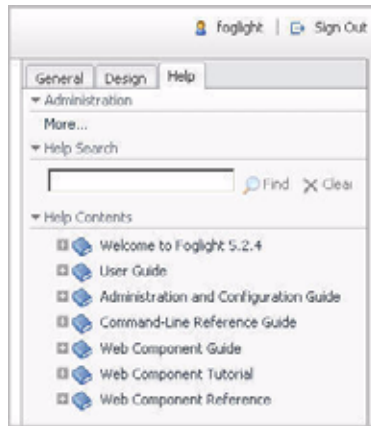 foglight | Sign Out
General Design Help
Administration
More...
Help Search
Find Clear
Help Contents
Welcome to Foglight 5.2.4
User Guide
Administration and Configuration Guide
Command-Line Reference Guide
Web Component Guide
Web Component Tutorial
Web Component Reference